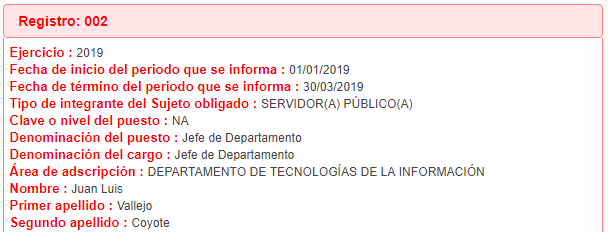 Registro: 002
Ejercicio : 2019
Fecha de inicio del periodo que se informa : 01/01/2019
Fecha de término del periodo que se informa : 30/03/2019
Tipo de integrante del Sujeto obligado : SERVIDOR(A) PÚBLICO(A)
Clave o nivel del puesto : NA
Denominación del puesto : Jefe de Departamento
Denominación del cargo : Jefe de Departamento
Área de adscripción : DEPARTAMENTO DE TECNOLOGÍAS DE LA INFORMACIÓN
Nombre : Juan Luis
Primer apellido : Vallejo
Segundo apellido : Coyote